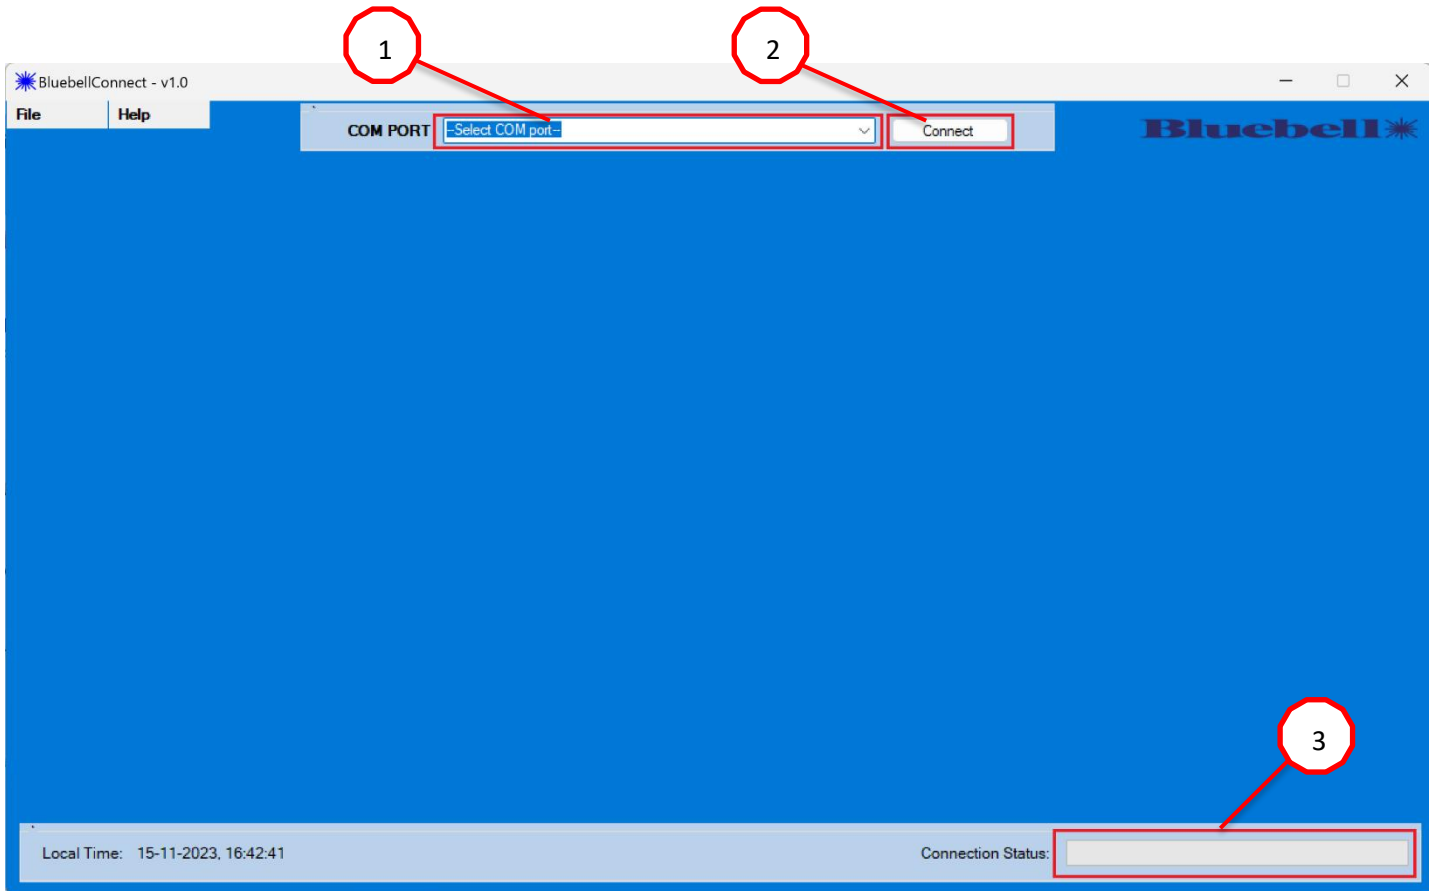 1
2
BluebellConnect - v1.0
File Help
COM PORT --Select COM port-- Connect
Bluebell
3
Local Time: 15-11-2023, 16:42:41 Connection Status: